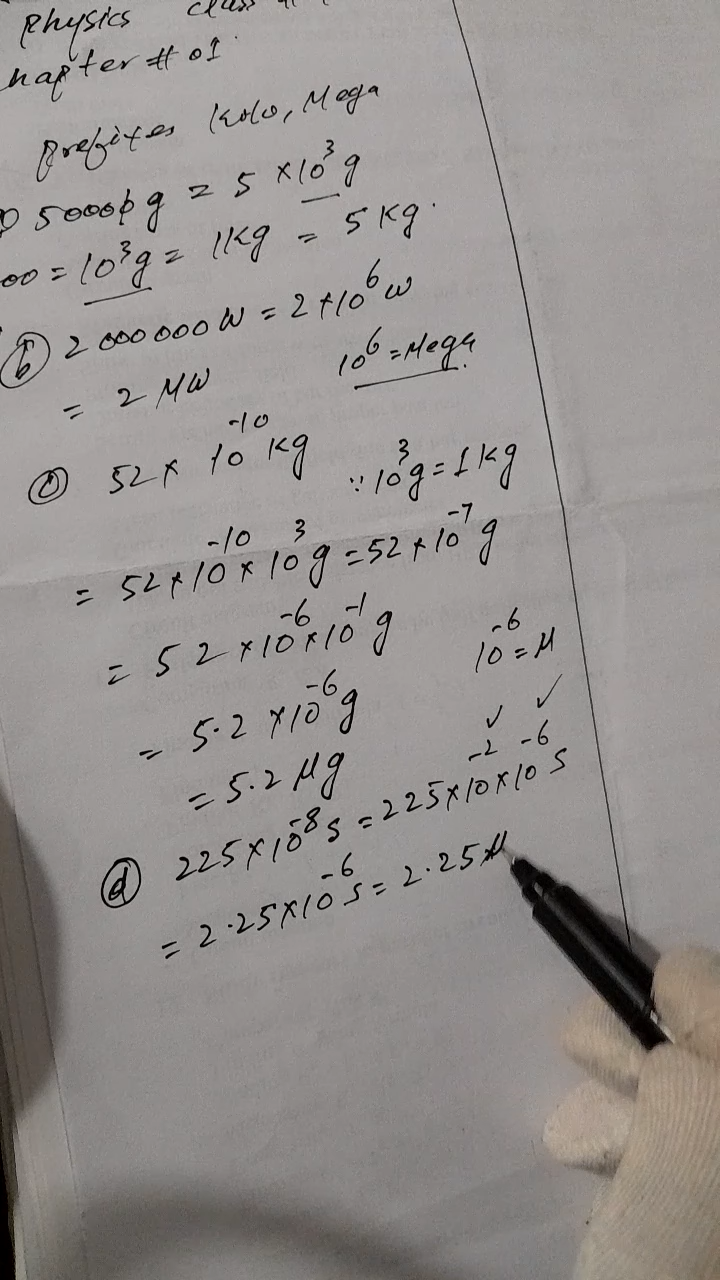 Physics class
hapter # 01
Prefixes Kilo, Mega
5000 g = 5 ×10³ g
00 = 10³g = 1Kg = 5 Kg.
(b) 2 000 000 W = 2 ×10⁶ W
= 2 MW 10⁶ = Mega
(c) 52 × 10⁻¹⁰ kg ∵ 10³g = 1 kg
= 52 × 10⁻¹⁰ × 10³ g = 52 × 10⁻⁷ g
= 52 × 10⁻⁶ × 10⁻¹ g 10⁻⁶ = μ
= 5.2 × 10⁻⁶ g ✓ ✓
= 5.2 μg
(d) 225 × 10⁻⁸ s = 225 × 10⁻² × 10⁻⁶ s
= 2.25 × 10⁻⁶ s = 2.25 μ